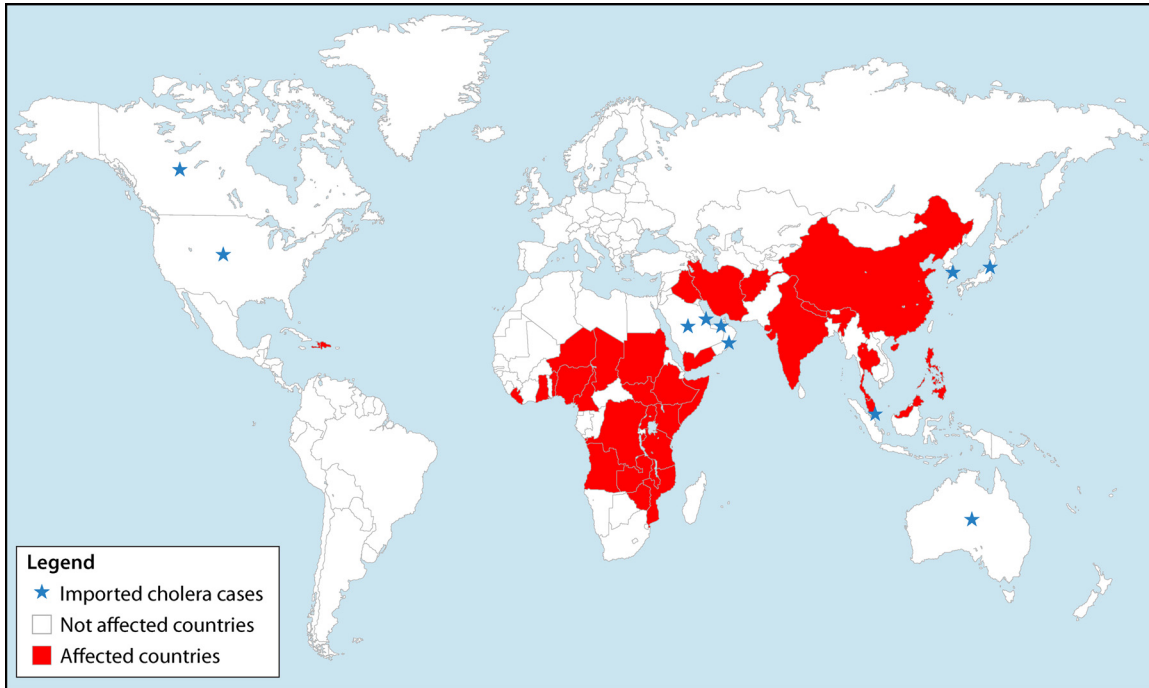 Legend
Imported cholera cases
Not affected countries
Affected countries